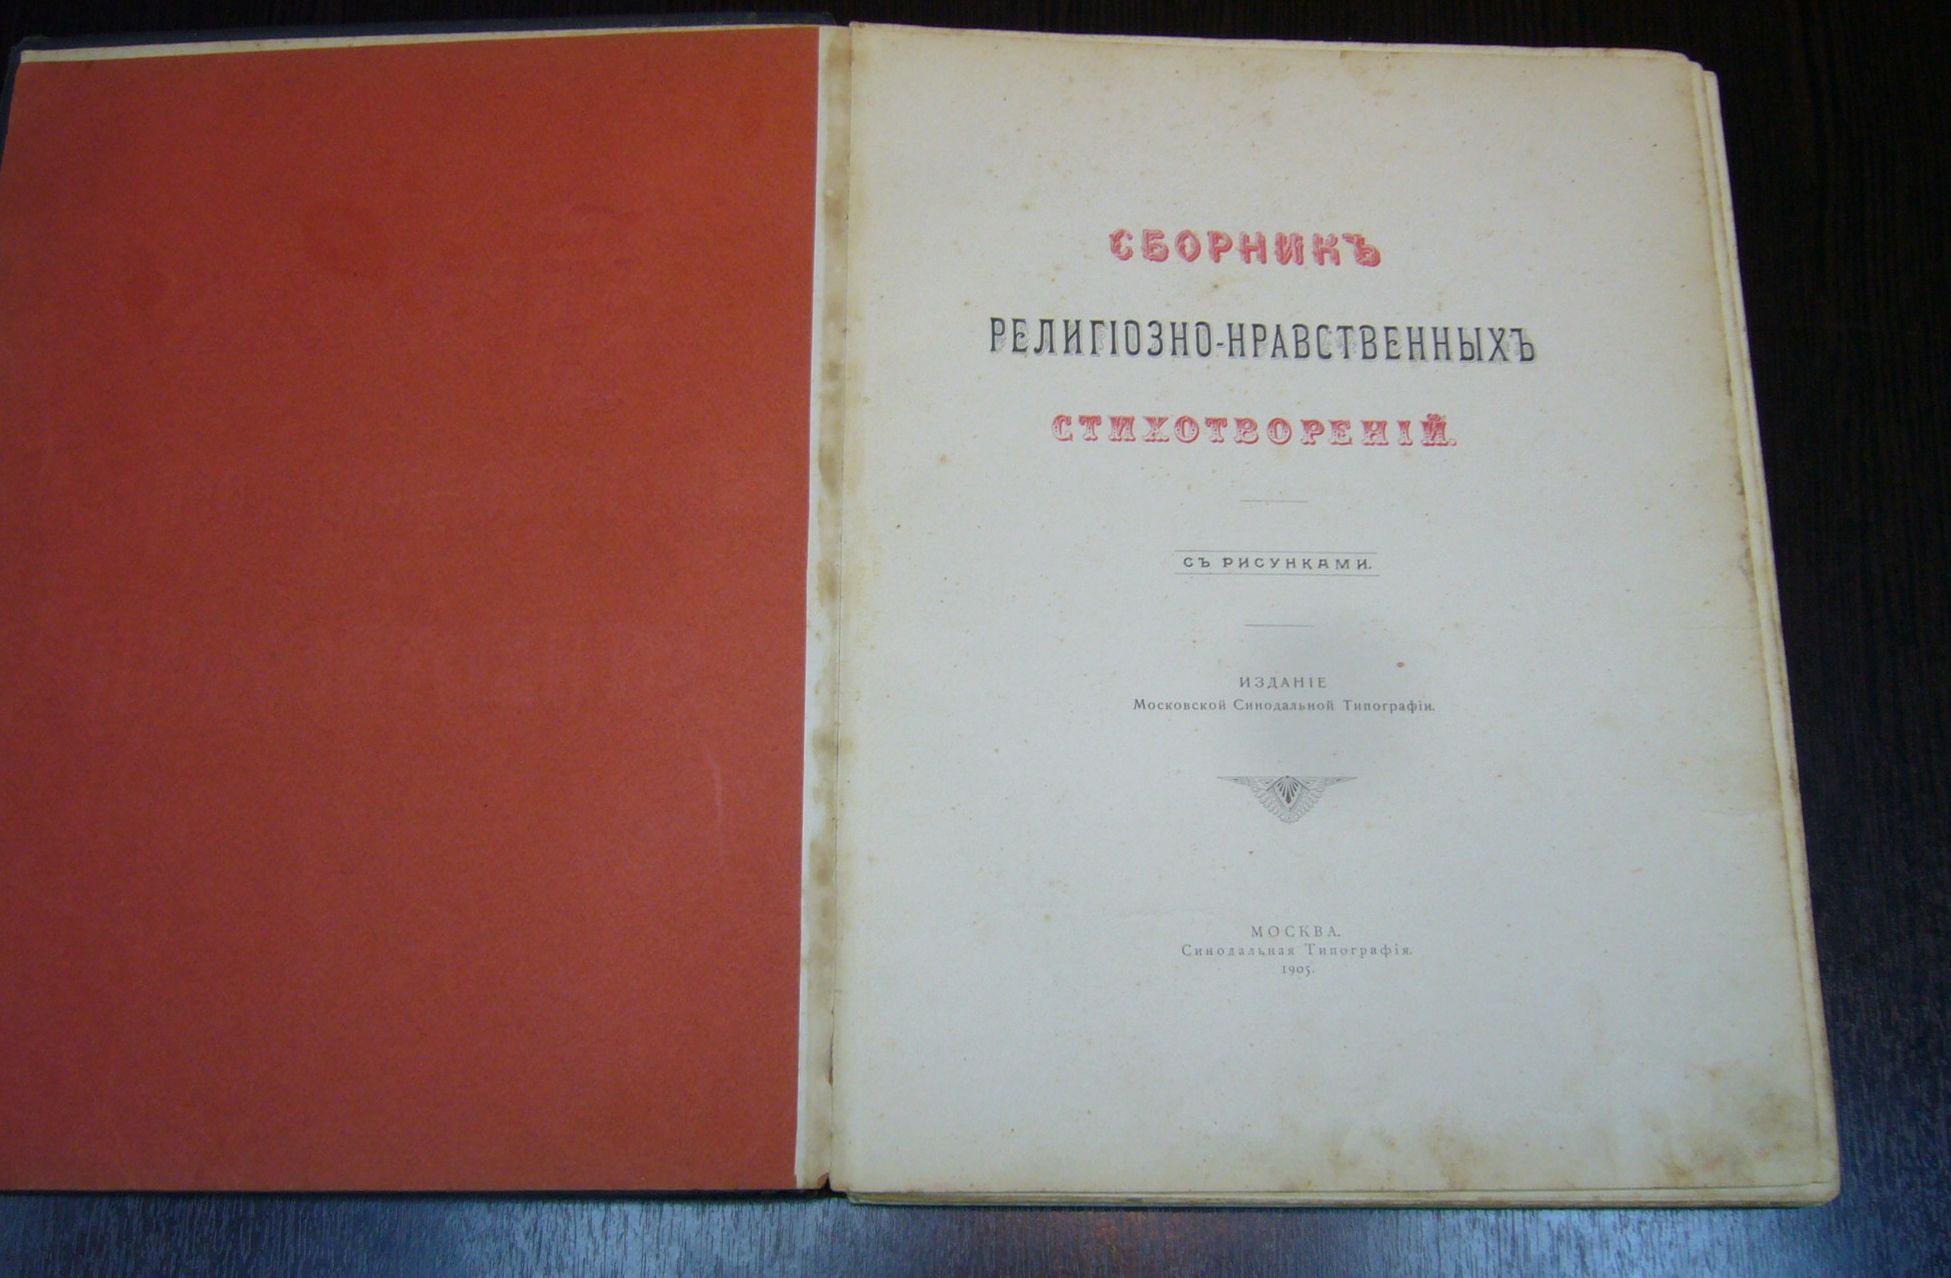 СБОРНИКЪ
РЕЛИГІОЗНО-НРАВСТВЕННЫХЪ
СТИХОТВОРЕНІЙ.
СЪ РИСУНКАМИ.
ИЗДАНІЕ
Московской Синодальной Типографіи.
МОСКВА.
Синодальная Типографія.
1905.